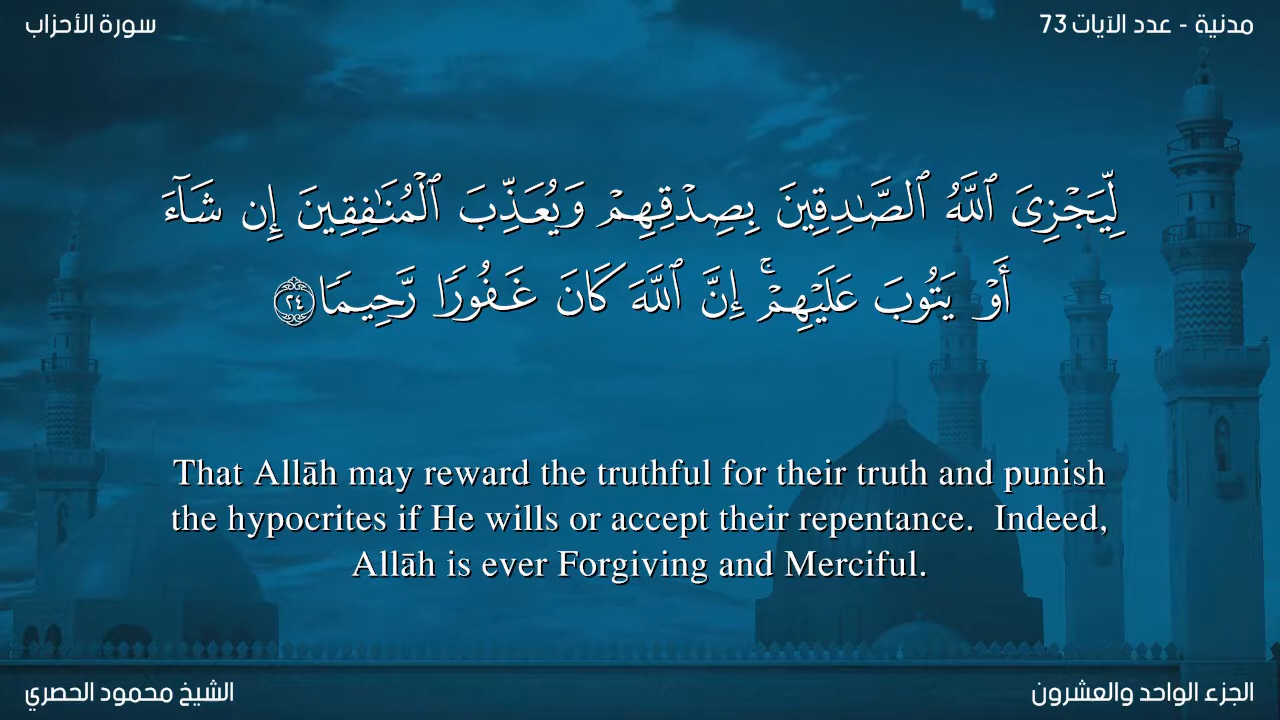 سورة الأحزاب
مدنية - عدد الآيات 73
لِّيَجْزِىَ ٱللَّهُ ٱلصَّـٰدِقِينَ بِصِدْقِهِمْ وَيُعَذِّبَ ٱلْمُنَـٰفِقِينَ إِن شَآءَ
أَوْ يَتُوبَ عَلَيْهِمْ ۚ إِنَّ ٱللَّهَ كَانَ غَفُورًا رَّحِيمًا ٢٤
That Allāh may reward the truthful for their truth and punish
the hypocrites if He wills or accept their repentance.  Indeed,
Allāh is ever Forgiving and Merciful.
الشيخ محمود الحصري
الجزء الواحد والعشرون